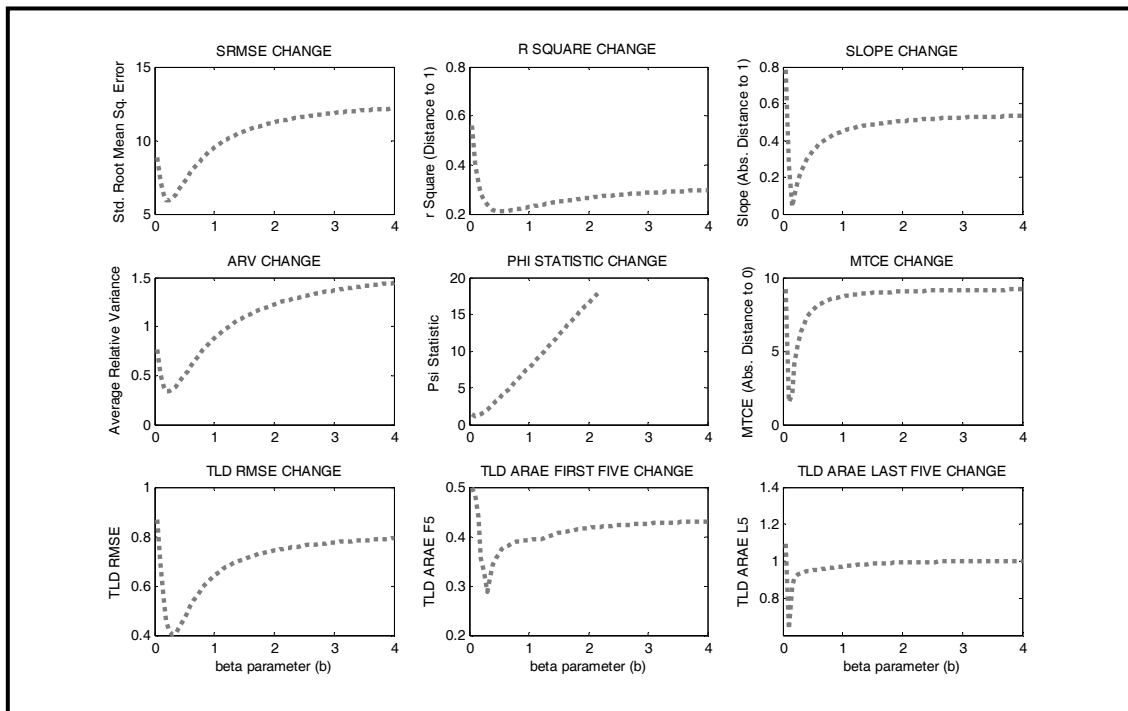 SRMSE CHANGE
Std. Root Mean Sq. Error
15
10
5
0 1 2 3 4
R SQUARE CHANGE
r Square (Distance to 1)
0.8
0.6
0.4
0.2
0 1 2 3 4
SLOPE CHANGE
Slope (Abs. Distance to 1)
0.8
0.6
0.4
0.2
0
0 1 2 3 4
ARV CHANGE
Average Relative Variance
1.5
1
0.5
0
0 1 2 3 4
PHI STATISTIC CHANGE
Psi Statistic
20
15
10
5
0
0 1 2 3 4
MTCE CHANGE
MTCE (Abs. Distance to 0)
10
5
0
0 1 2 3 4
TLD RMSE CHANGE
TLD RMSE
1
0.8
0.6
0.4
0 1 2 3 4
beta parameter (b)
TLD ARAE FIRST FIVE CHANGE
TLD ARAE F5
0.5
0.4
0.3
0.2
0 1 2 3 4
beta parameter (b)
TLD ARAE LAST FIVE CHANGE
TLD ARAE L5
1.4
1.2
1
0.8
0 1 2 3 4
beta parameter (b)